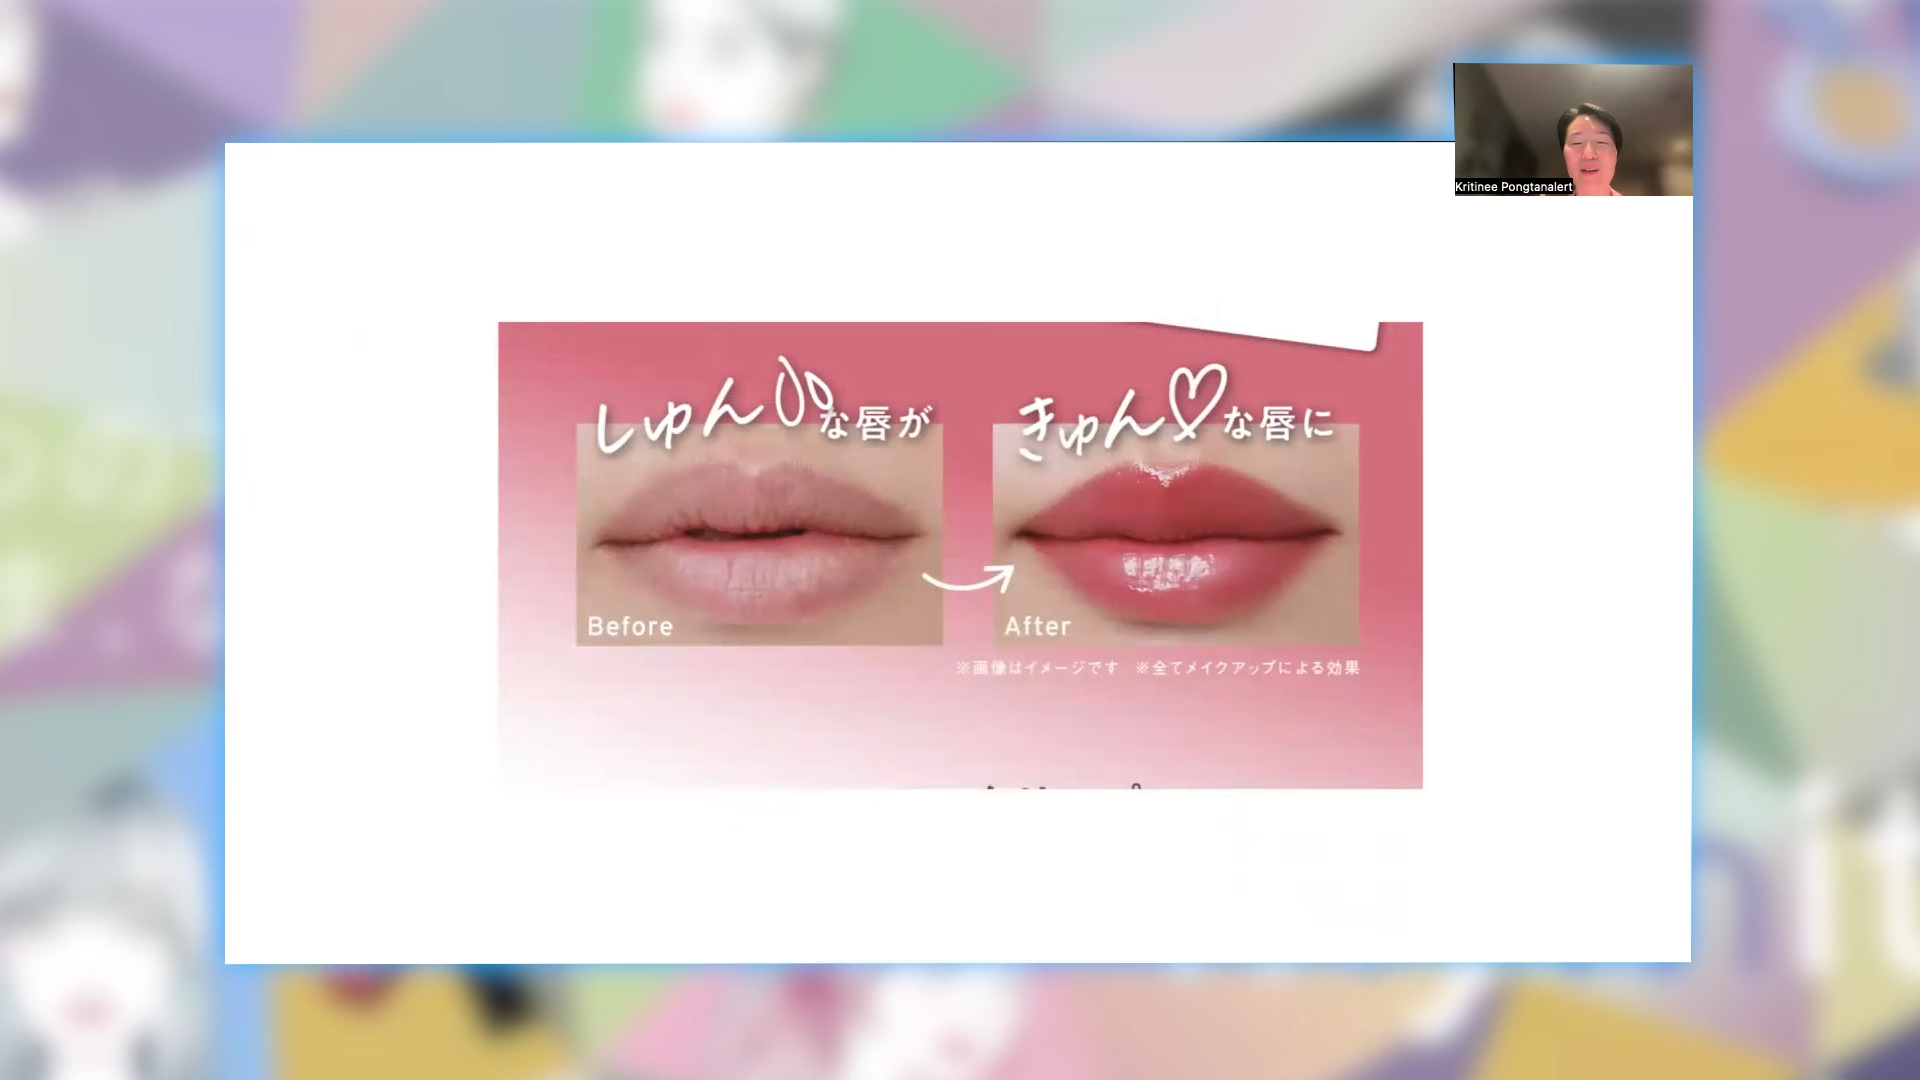 Kritinee Pongtanalert
しゅんな唇が
きゅん♡な唇に
Before
After
※画像はイメージです ※全てメイクアップによる効果